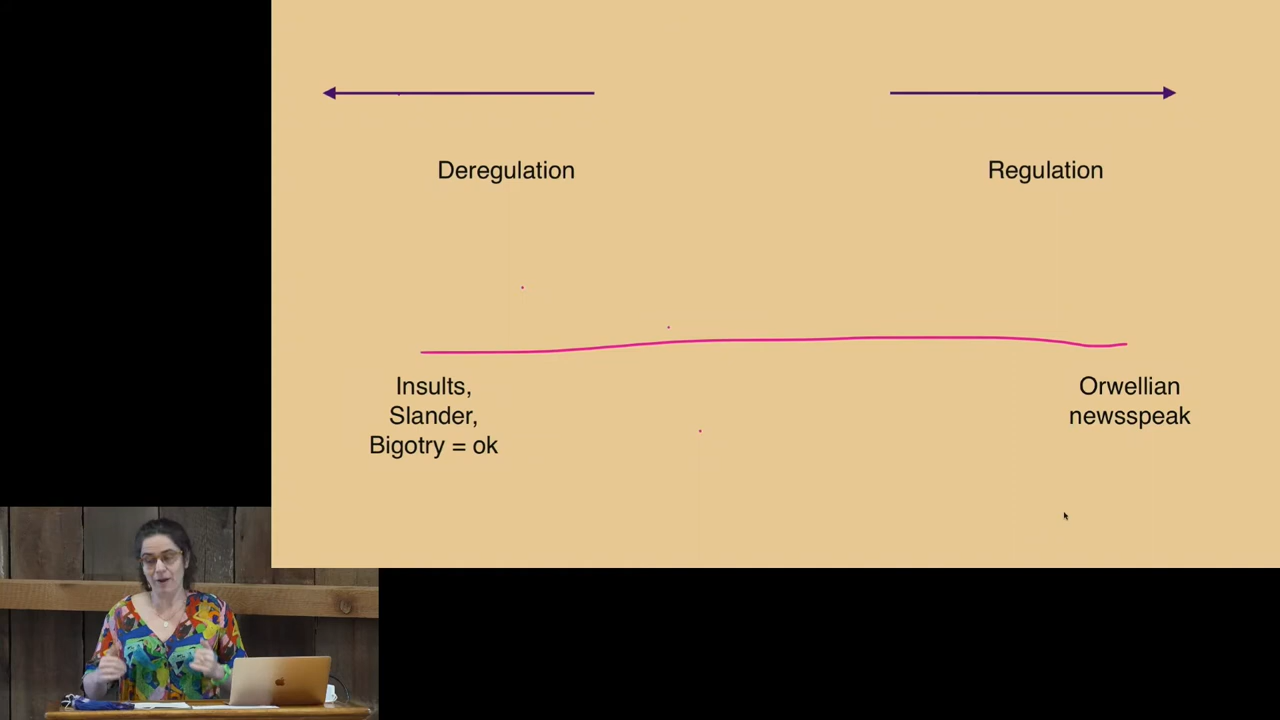 Deregulation
Regulation
Insults,
Slander,
Bigotry = ok
Orwellian
newsspeak